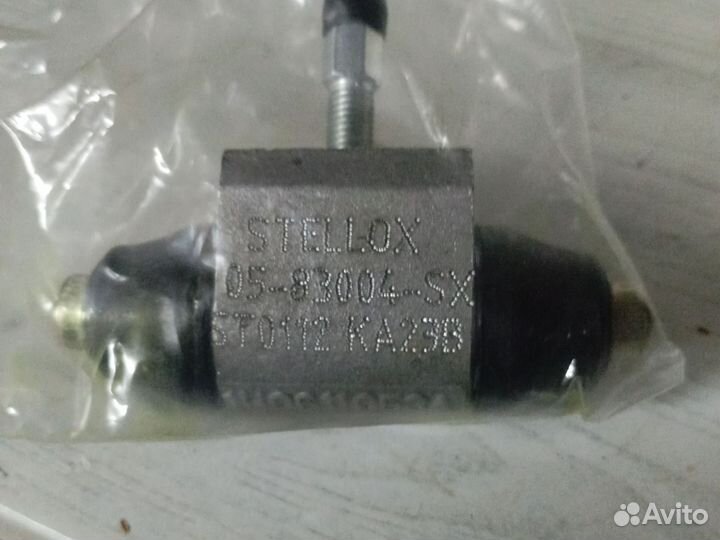 STELLOX
05-83004-SX
ST0112 KA23B
Avito